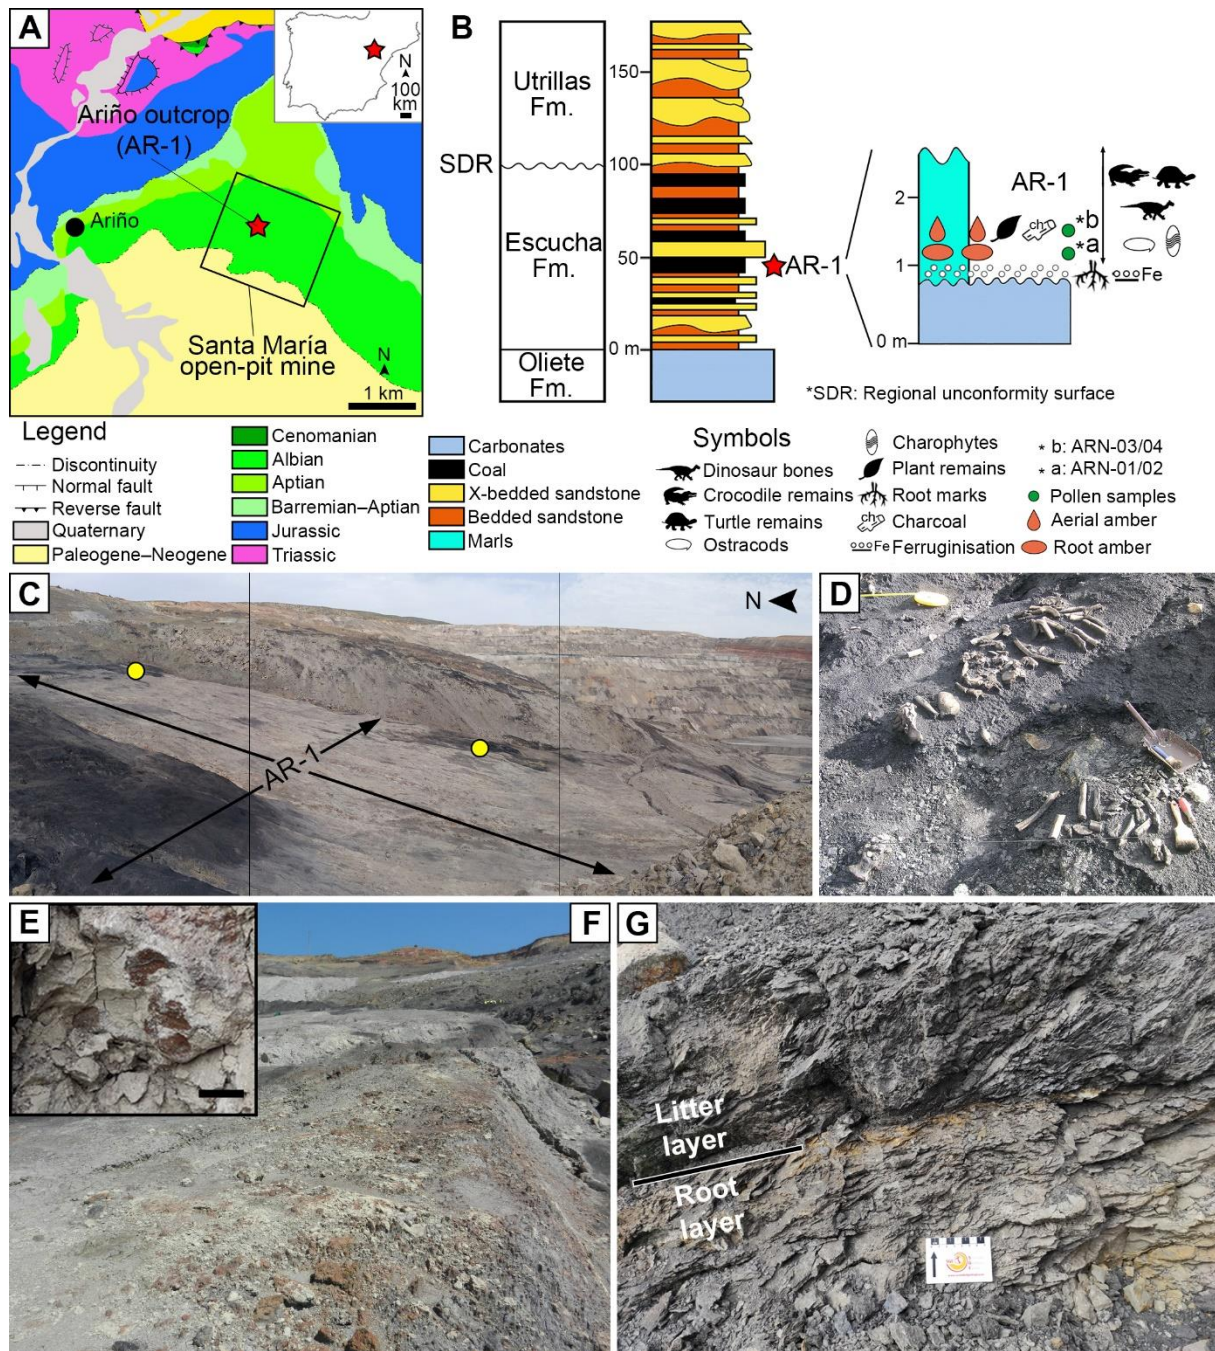 A
N
100
km
Ariño outcrop
(AR-1)
Ariño
Santa María
open-pit mine
N
1 km
B
Utrillas
Fm.
SDR
Escucha
Fm.
Oliete
Fm.
150
100
50
0 m
AR-1
2
1
0 m
AR-1
ch
*b
*a
Fe
*SDR: Regional unconformity surface
Legend
Discontinuity
Normal fault
Reverse fault
Quaternary
Paleogene–Neogene
Cenomanian
Albian
Aptian
Barremian–Aptian
Jurassic
Triassic
Carbonates
Coal
X-bedded sandstone
Bedded sandstone
Marls
Symbols
Dinosaur bones
Crocodile remains
Turtle remains
Ostracods
Charophytes
Plant remains
Root marks
ch Charcoal
Fe Ferruginisation
* b: ARN-03/04
* a: ARN-01/02
Pollen samples
Aerial amber
Root amber
C
N
AR-1
D
E
F
G
Litter
layer
Root
layer